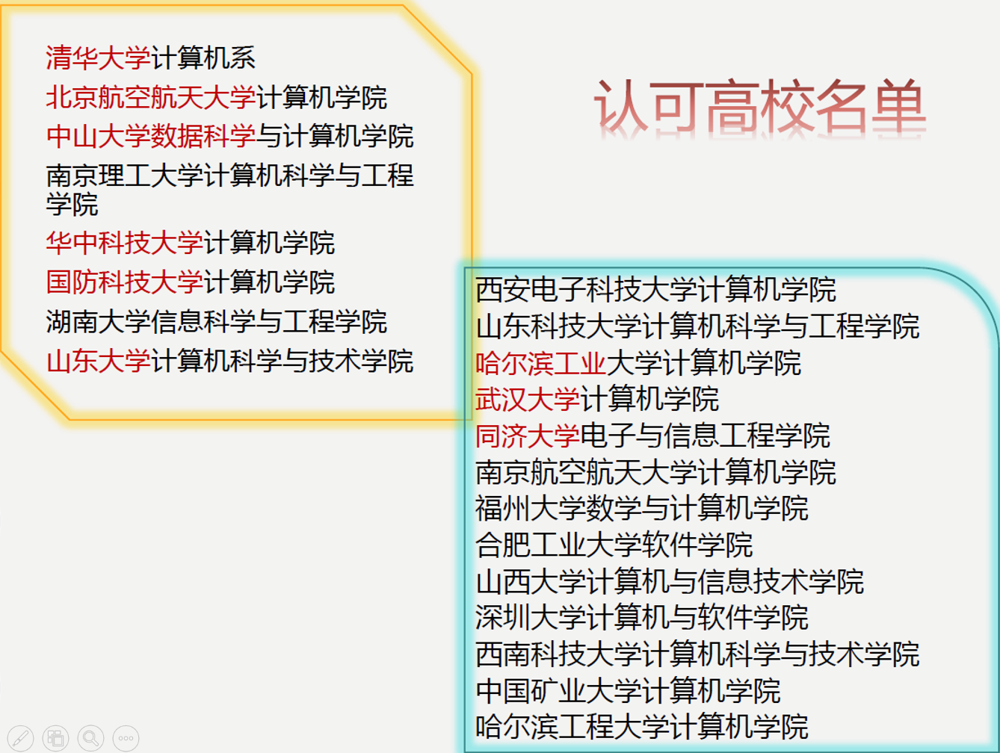 认可高校名单
清华大学计算机系
北京航空航天大学计算机学院
中山大学数据科学与计算机学院
南京理工大学计算机科学与工程
学院
华中科技大学计算机学院
国防科技大学计算机学院
湖南大学信息科学与工程学院
山东大学计算机科学与技术学院
西安电子科技大学计算机学院
山东科技大学计算机科学与工程学院
哈尔滨工业大学计算机学院
武汉大学计算机学院
同济大学电子与信息工程学院
南京航空航天大学计算机学院
福州大学数学与计算机学院
合肥工业大学软件学院
山西大学计算机与信息技术学院
深圳大学计算机与软件学院
西南科技大学计算机科学与技术学院
中国矿业大学计算机学院
哈尔滨工程大学计算机学院